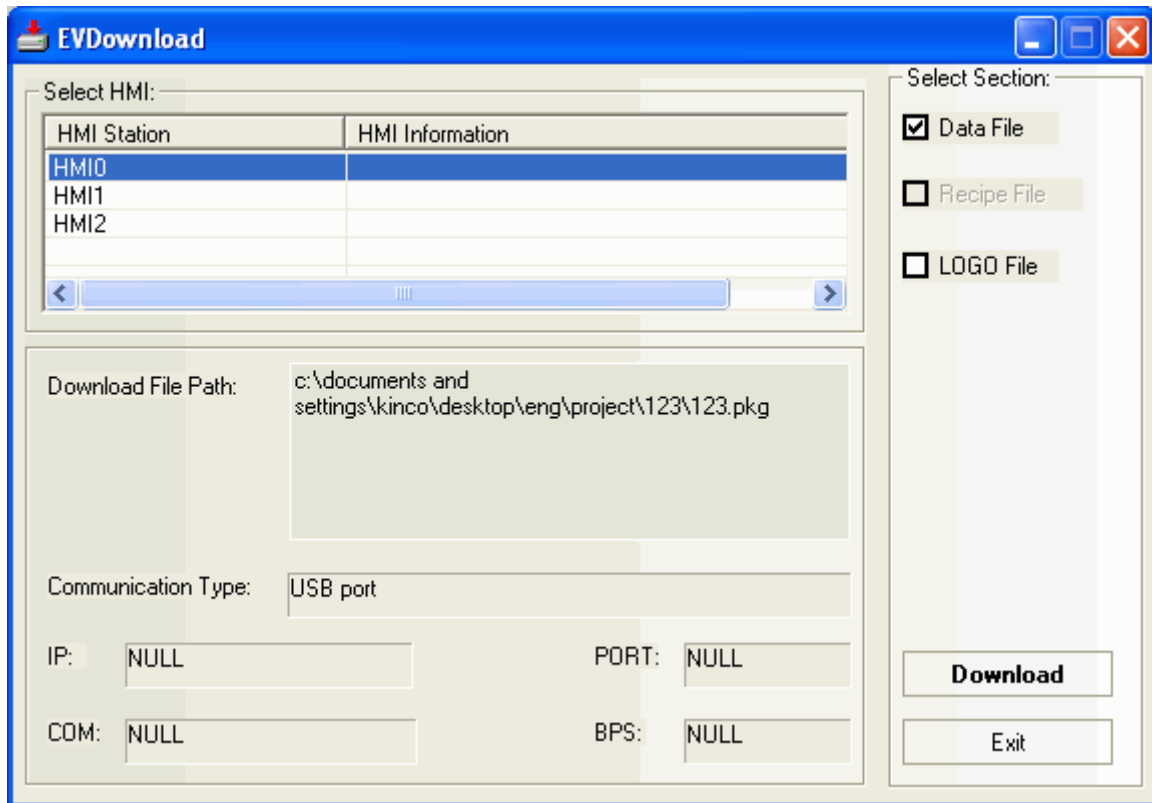 EVDownload
Select HMI:
HMI Station HMI Information
HMI0
HMI1
HMI2
Download File Path: c:\documents and
settings\kinco\desktop\eng\project\123\123.pkg
Communication Type: USB port
IP: NULL PORT: NULL
COM: NULL BPS: NULL
Select Section:
Data File
Recipe File
LOGO File
Download
Exit